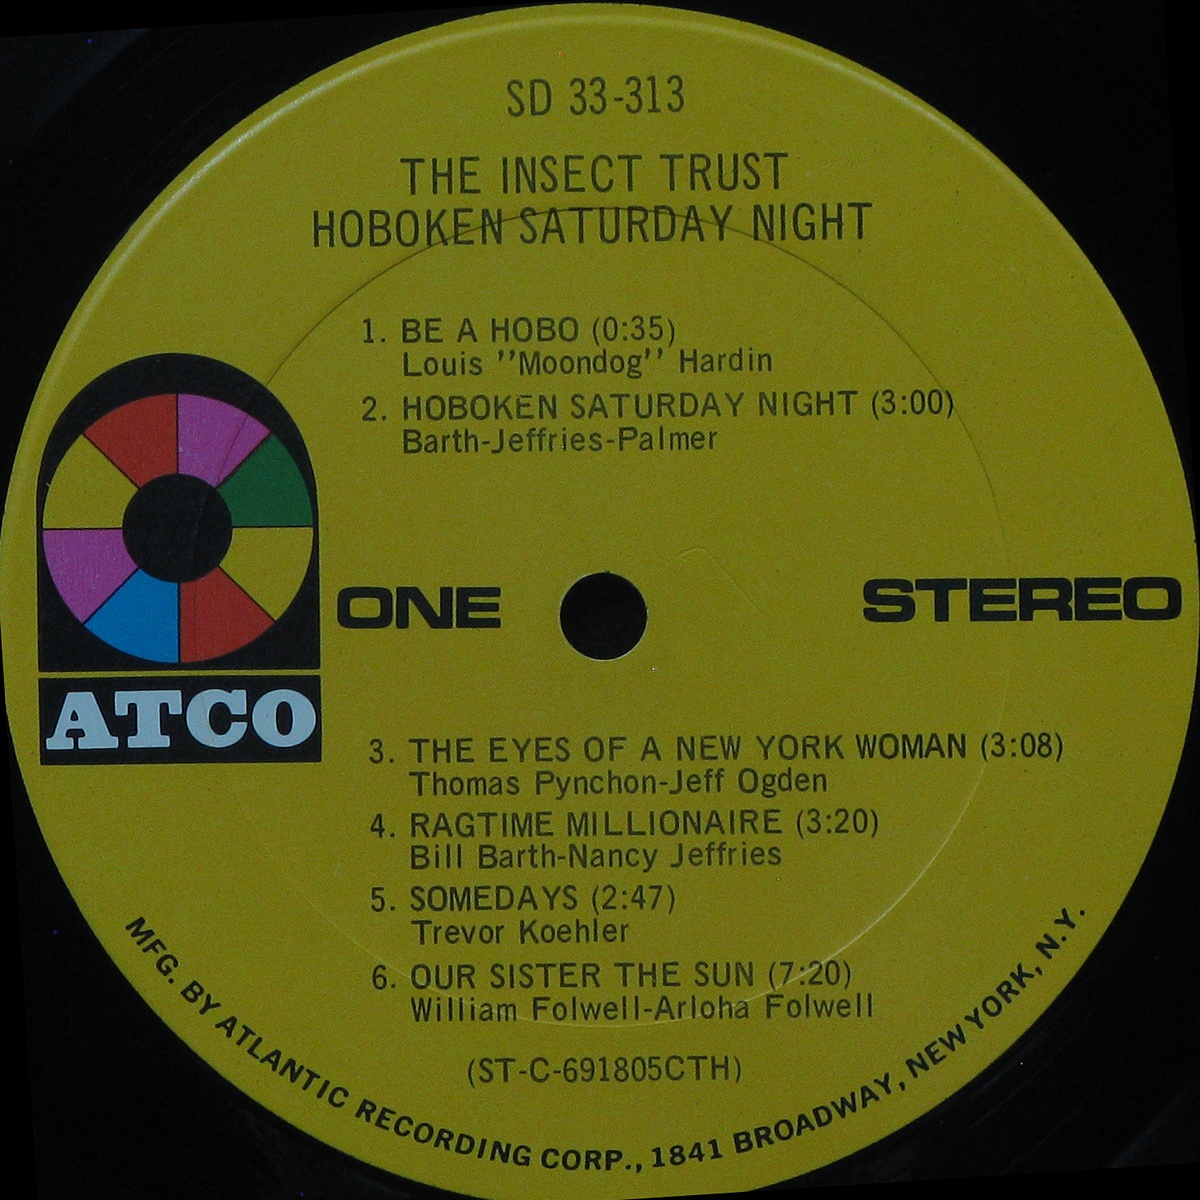 SD 33-313
THE INSECT TRUST
HOBOKEN SATURDAY NIGHT
1. BE A HOBO (0:35)
Louis "Moondog" Hardin
2. HOBOKEN SATURDAY NIGHT (3:00)
Barth-Jeffries-Palmer
ONE
STEREO
ATCO
3. THE EYES OF A NEW YORK WOMAN (3:08)
Thomas Pynchon-Jeff Ogden
4. RAGTIME MILLIONAIRE (3:20)
Bill Barth-Nancy Jeffries
5. SOMEDAYS (2:47)
Trevor Koehler
6. OUR SISTER THE SUN (7:20)
William Folwell-Arloha Folwell
(ST-C-691805CTH)
MFG. BY ATLANTIC RECORDING CORP., 1841 BROADWAY, NEW YORK, N.Y.